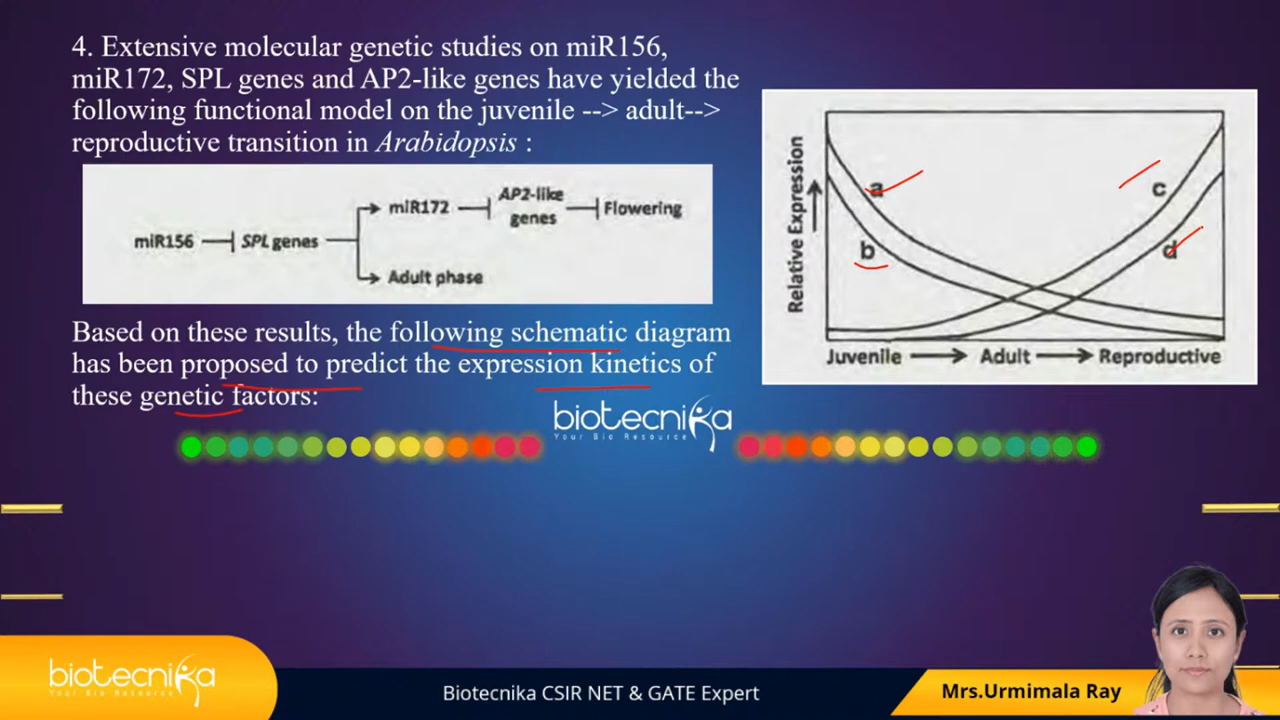 4. Extensive molecular genetic studies on miR156,
miR172, SPL genes and AP2-like genes have yielded the
following functional model on the juvenile --> adult-->
reproductive transition in Arabidopsis :
miR156 SPL genes miR172 AP2-like genes Flowering
Adult phase
Based on these results, the following schematic diagram
has been proposed to predict the expression kinetics of
these genetic factors:
Relative Expression
a
b
c
d
Juvenile Adult Reproductive
biotecnika
Your Bio Resource
biotecnika
Your Bio Resource
Biotecnika CSIR NET & GATE Expert
Mrs.Urmimala Ray